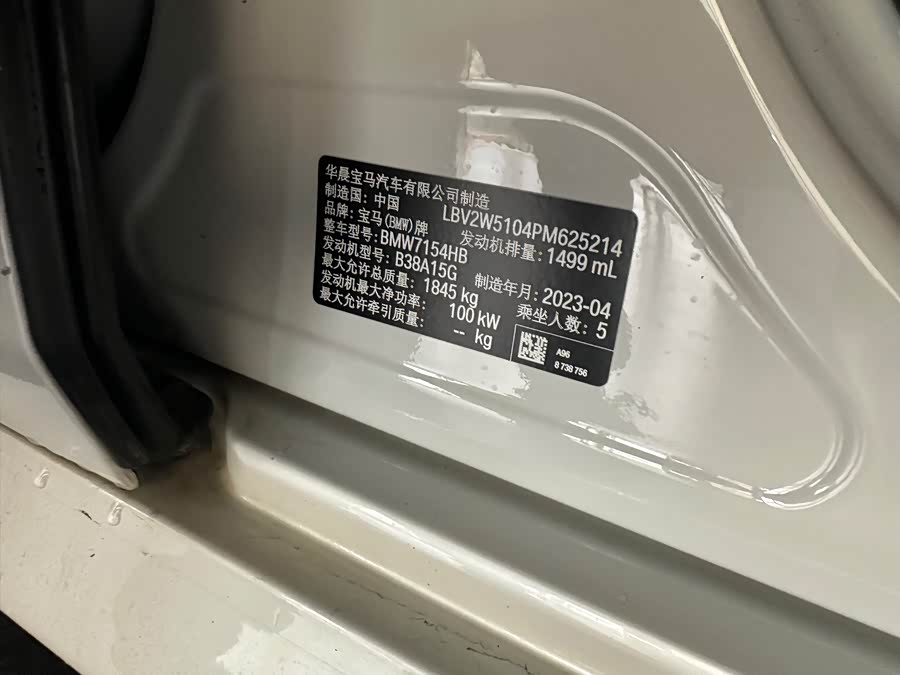 华晨宝马汽车有限公司制造
制造国：中国 LBV2W5104PM625214
品牌：宝马(BMW)牌 发动机排量：1499 mL
整车型号：BMW7154HB
发动机型号：B38A15G 制造年月：2023-04
最大允许总质量：1845 kg 乘坐人数：5
发动机最大净功率：100 kW
最大允许牵引质量：-- kg
A96
8 738 756